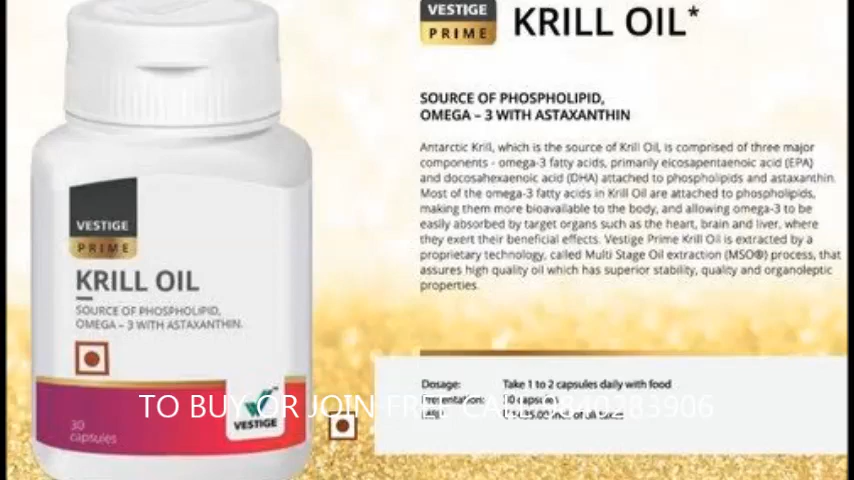 VESTIGE
PRIME
KRILL OIL
SOURCE OF PHOSPHOLIPID,
OMEGA – 3 WITH ASTAXANTHIN.
30
capsules
VESTIGE
VESTIGE
PRIME
KRILL OIL*
SOURCE OF PHOSPHOLIPID,
OMEGA – 3 WITH ASTAXANTHIN
Antarctic Krill, which is the source of Krill Oil, is comprised of three major
components - omega-3 fatty acids, primarily eicosapentaenoic acid (EPA)
and docosahexaenoic acid (DHA) attached to phospholipids and astaxanthin.
Most of the omega-3 fatty acids in Krill Oil are attached to phospholipids,
making them more bioavailable to the body, and allowing omega-3 to be
easily absorbed by target organs such as the heart, brain and liver, where
they exert their beneficial effects. Vestige Prime Krill Oil is extracted by a
proprietary technology, called Multi Stage Oil extraction (MSO®) process, that
assures high quality oil which has superior stability, quality and organoleptic
properties.
Dosage: Take 1 to 2 capsules daily with food
Presentation: 30 capsules
TO BUY OR JOIN FREE CALL 9840283906